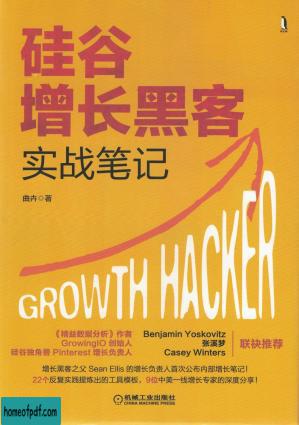 硅谷
增长黑客
实战笔记
曲卉◎著
GROWTH HACKER
《精益数据分析》作者 Benjamin Yoskovitz
GrowingIO 创始人 张溪梦
硅谷独角兽 Pinterest 增长负责人 Casey Winters
联袂推荐
增长黑客之父 Sean Ellis 的增长负责人首次公布内部增长笔记！
22个反复实践提炼出的工具模板，9位中美一线增长专家的深度分享！
homeofpdf.com
机械工业出版社
CHINA MACHINE PRESS